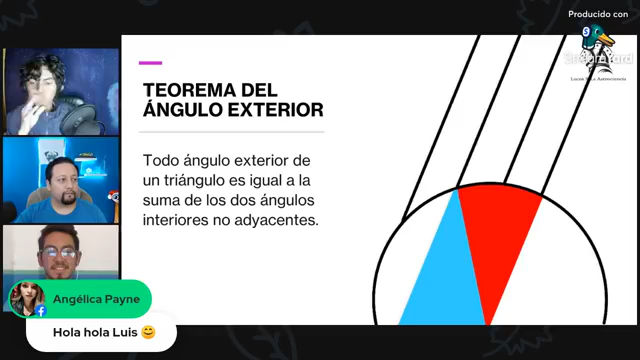 Producido con
StreamYard
TEOREMA DEL
ÁNGULO EXTERIOR
Todo ángulo exterior de
un triángulo es igual a la
suma de los dos ángulos
interiores no adyacentes.
Angélica Payne
Hola hola Luis 😊